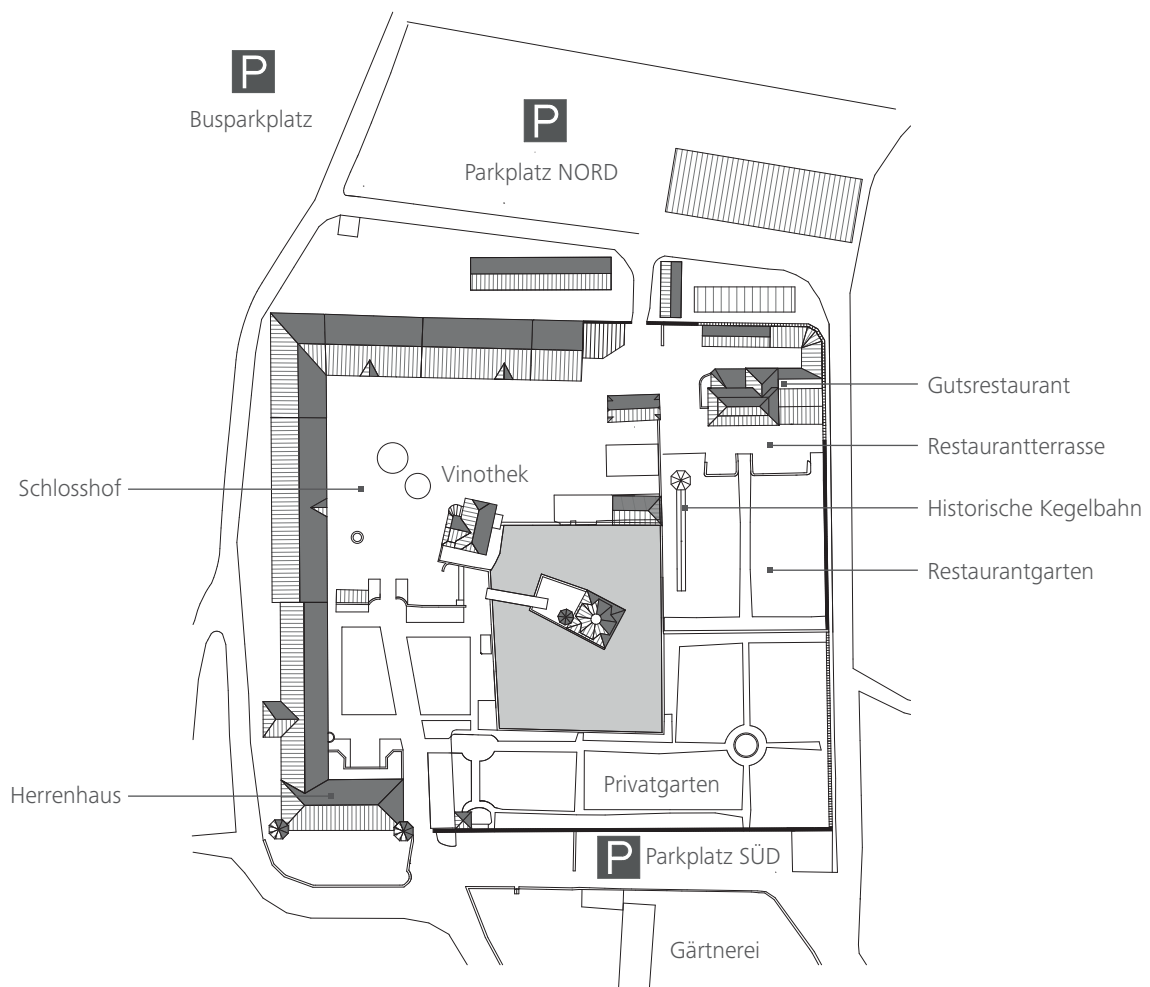 P
Busparkplatz
P
Parkplatz NORD
Gutsrestaurant
Restaurantterrasse
Vinothek
Schlosshof
Historische Kegelbahn
Restaurantgarten
Privatgarten
Herrenhaus
P Parkplatz SÜD
Gärtnerei